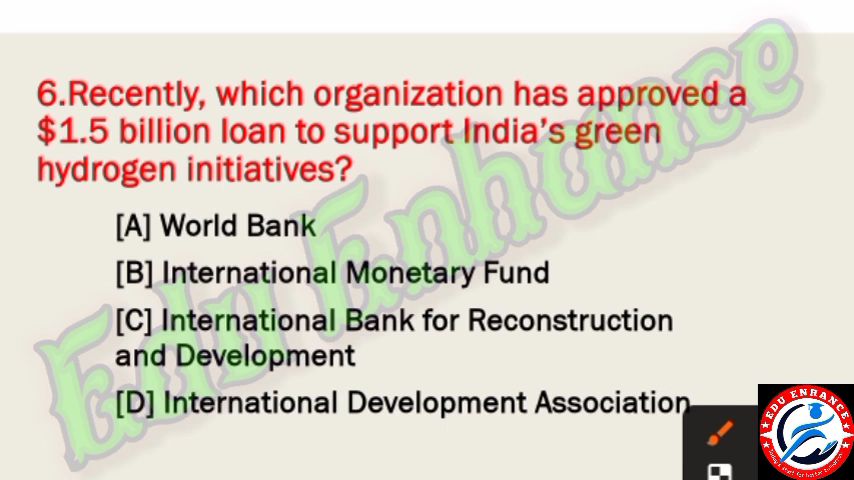 6.Recently, which organization has approved a
$1.5 billion loan to support India's green
hydrogen initiatives?
[A] World Bank
[B] International Monetary Fund
[C] International Bank for Reconstruction
and Development
[D] International Development Association
Edu Enhance
EDU ENRANCE